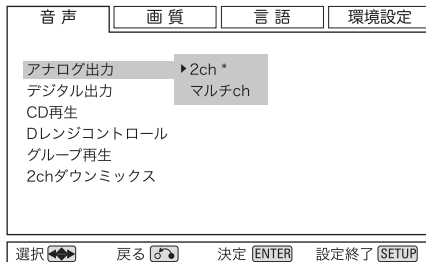 音声 画質 言語 環境設定
アナログ出力 ▶2ch *
デジタル出力 マルチch
CD再生
Dレンジコントロール
グループ再生
2chダウンミックス
選択 戻る 決定 ENTER 設定終了 SETUP